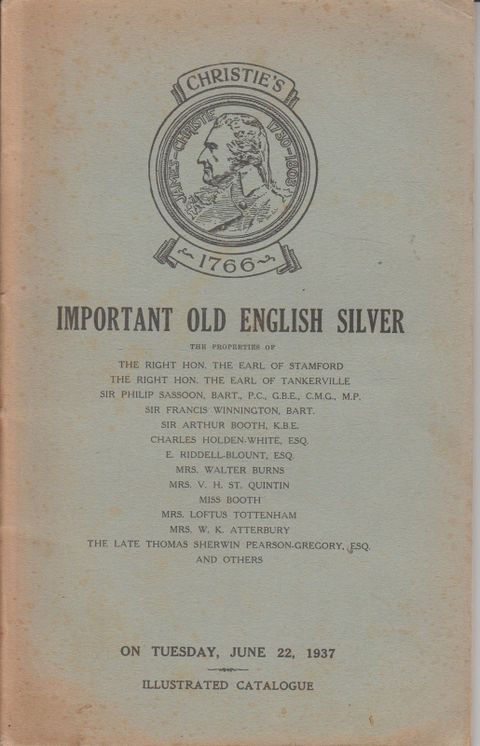 CHRISTIE'S
JAMES-CHRISTIE 1730-1803
1766
IMPORTANT OLD ENGLISH SILVER
THE PROPERTIES OF
THE RIGHT HON. THE EARL OF STAMFORD
THE RIGHT HON. THE EARL OF TANKERVILLE
SIR PHILIP SASSOON, BART., P.C., G.B.E., C.M.G., M.P.
SIR FRANCIS WINNINGTON, BART.
SIR ARTHUR BOOTH, K.B.E.
CHARLES HOLDEN-WHITE, ESQ.
E. RIDDELL-BLOUNT, ESQ.
MRS. WALTER BURNS
MRS. V. H. ST. QUINTIN
MISS BOOTH
MRS. LOFTUS TOTTENHAM
MRS. W. K. ATTERBURY
THE LATE THOMAS SHERWIN PEARSON-GREGORY, ESQ.
AND OTHERS
ON TUESDAY, JUNE 22, 1937
ILLUSTRATED CATALOGUE